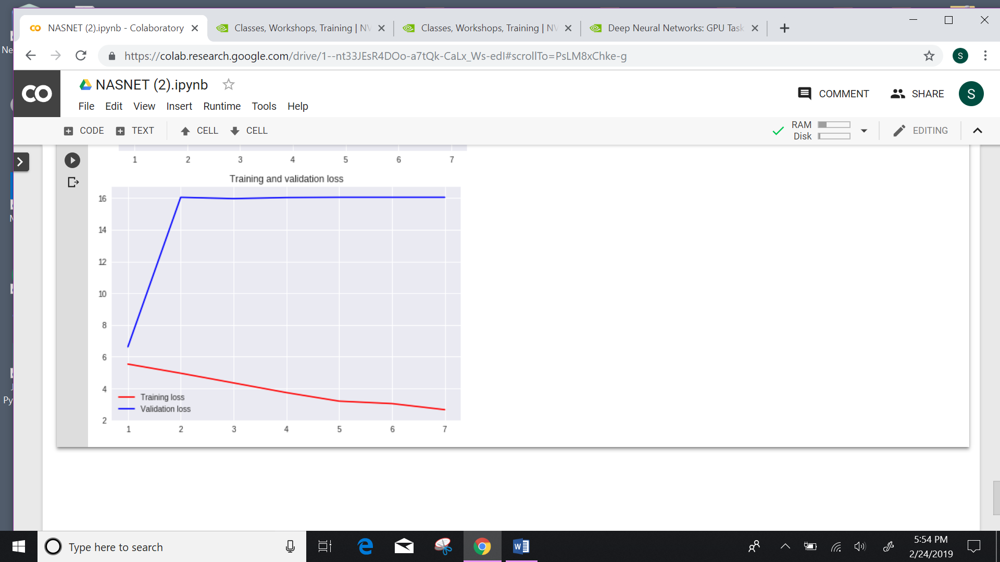 NASNET (2).ipynb - Colaboratory
Classes, Workshops, Training | NV
Classes, Workshops, Training | NV
Deep Neural Networks: GPU Task
https://colab.research.google.com/drive/1--nt33JEsR4DOo-a7tQk-CaLx_Ws-edI#scrollTo=PsLM8xChke-g
S
CO
NASNET (2).ipynb
COMMENT
SHARE
S
File Edit View Insert Runtime Tools Help
CODE TEXT CELL CELL
RAM
Disk
EDITING
1 2 3 4 5 6 7
Training and validation loss
16
14
12
10
8
6
4
2
Training loss
Validation loss
1 2 3 4 5 6 7
Ne
Py
Type here to search
5:54 PM
2/24/2019